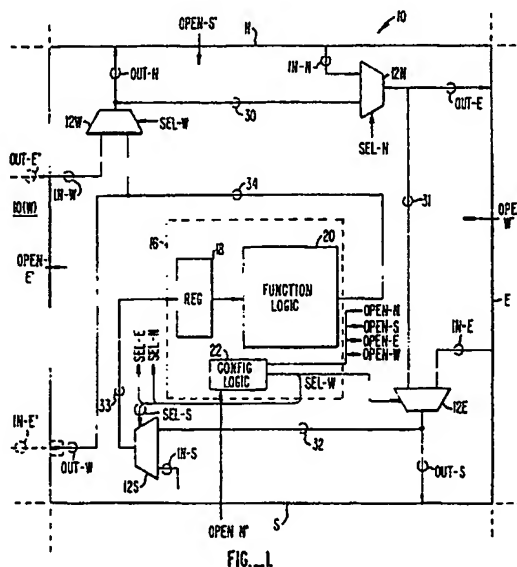 10
OPEN-S'
N
OUT-N
IN-N
12N
12W
SEL-W
30
OUT-E
SEL-N
OUT-E'
IN-W
10(W)
34
31
OPEN
W'
OPEN-
E'
16
18
20
REG
FUNCTION
LOGIC
E
SEL-E
SEL-N
22
CONFIG
LOGIC
OPEN-N
OPEN-S
OPEN-E
OPEN-W
IN-E
SEL-W
12E
33
SEL-S
IN-E'
OUT-W
12S
IN-S
32
OUT-S
OPEN N'
S